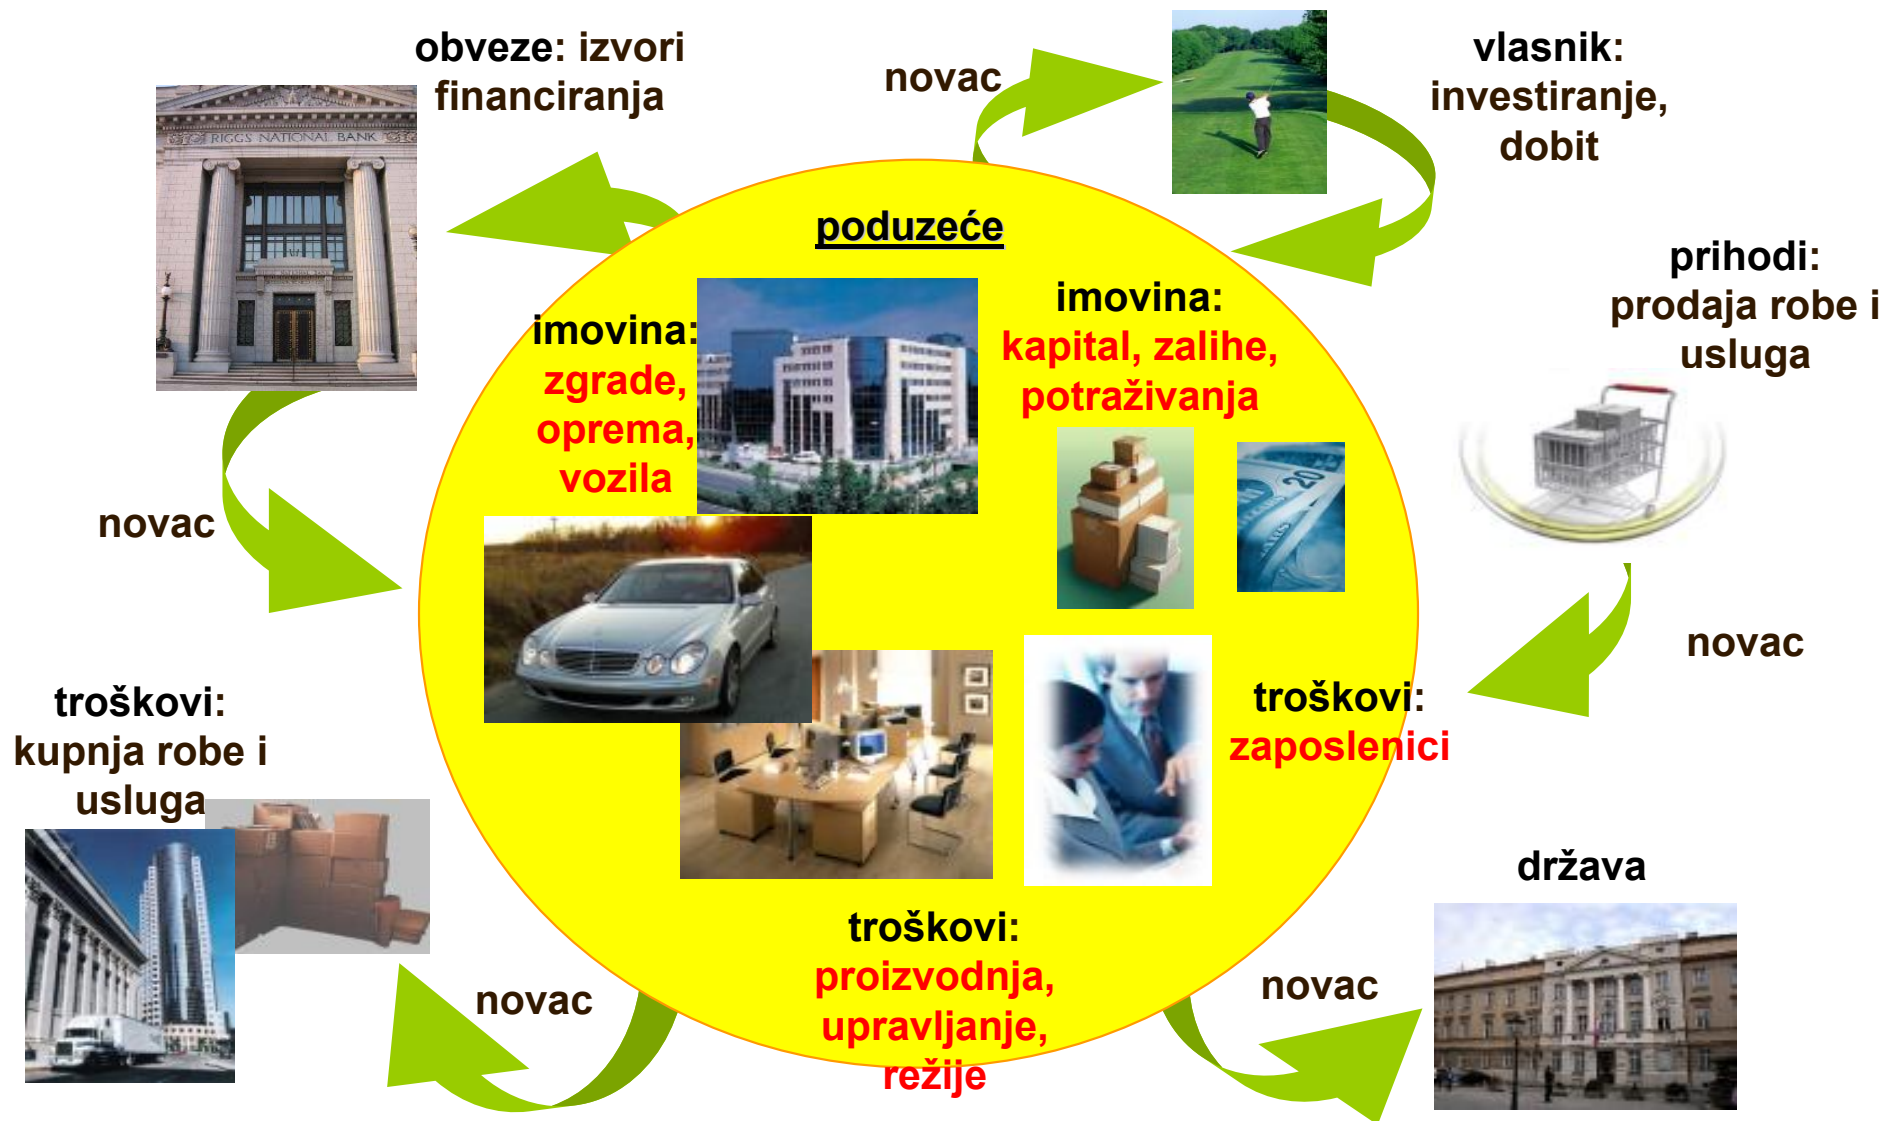 obveze: izvori
financiranja
RIGGS NATIONAL BANK
novac
vlasnik:
investiranje,
dobit
poduzeće
imovina:
zgrade,
oprema,
vozila
imovina:
kapital, zalihe,
potraživanja
20
prihodi:
prodaja robe i
usluga
novac
novac
troškovi:
kupnja robe i
usluga
troškovi:
zaposlenici
država
troškovi:
proizvodnja,
upravljanje,
režije
novac
novac